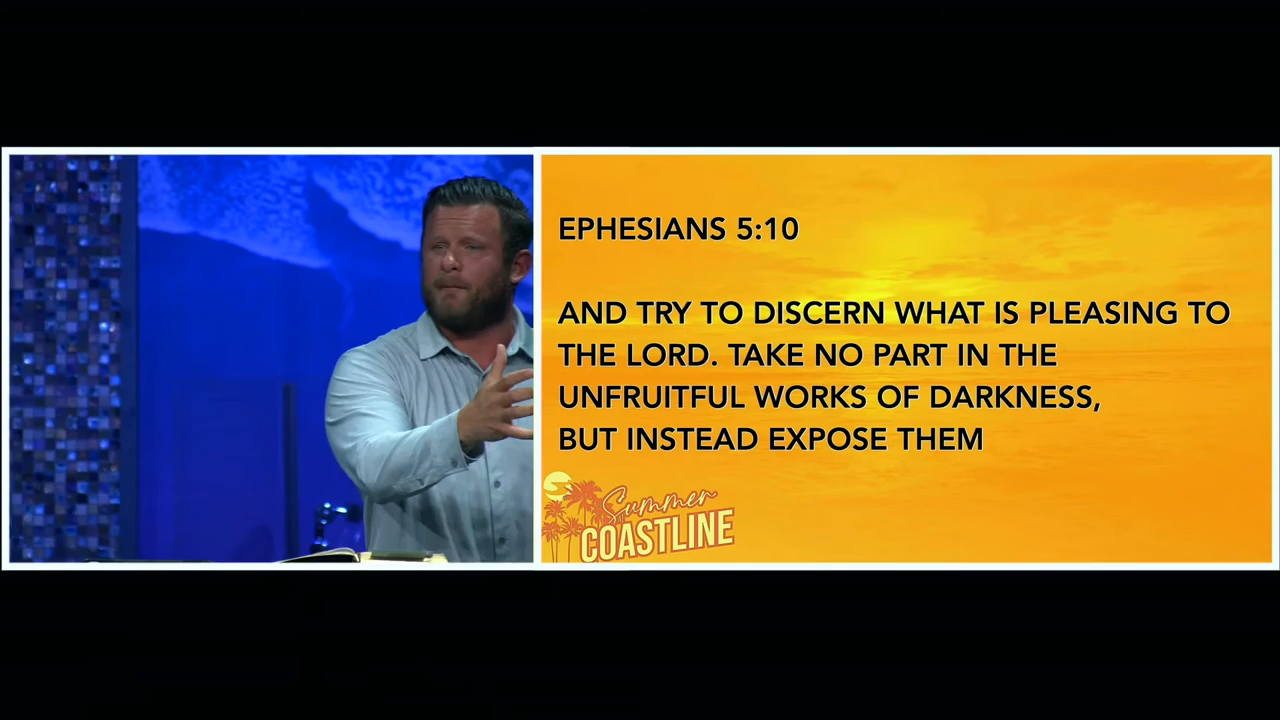 EPHESIANS 5:10
AND TRY TO DISCERN WHAT IS PLEASING TO
THE LORD. TAKE NO PART IN THE
UNFRUITFUL WORKS OF DARKNESS,
BUT INSTEAD EXPOSE THEM
Summer
COASTLINE